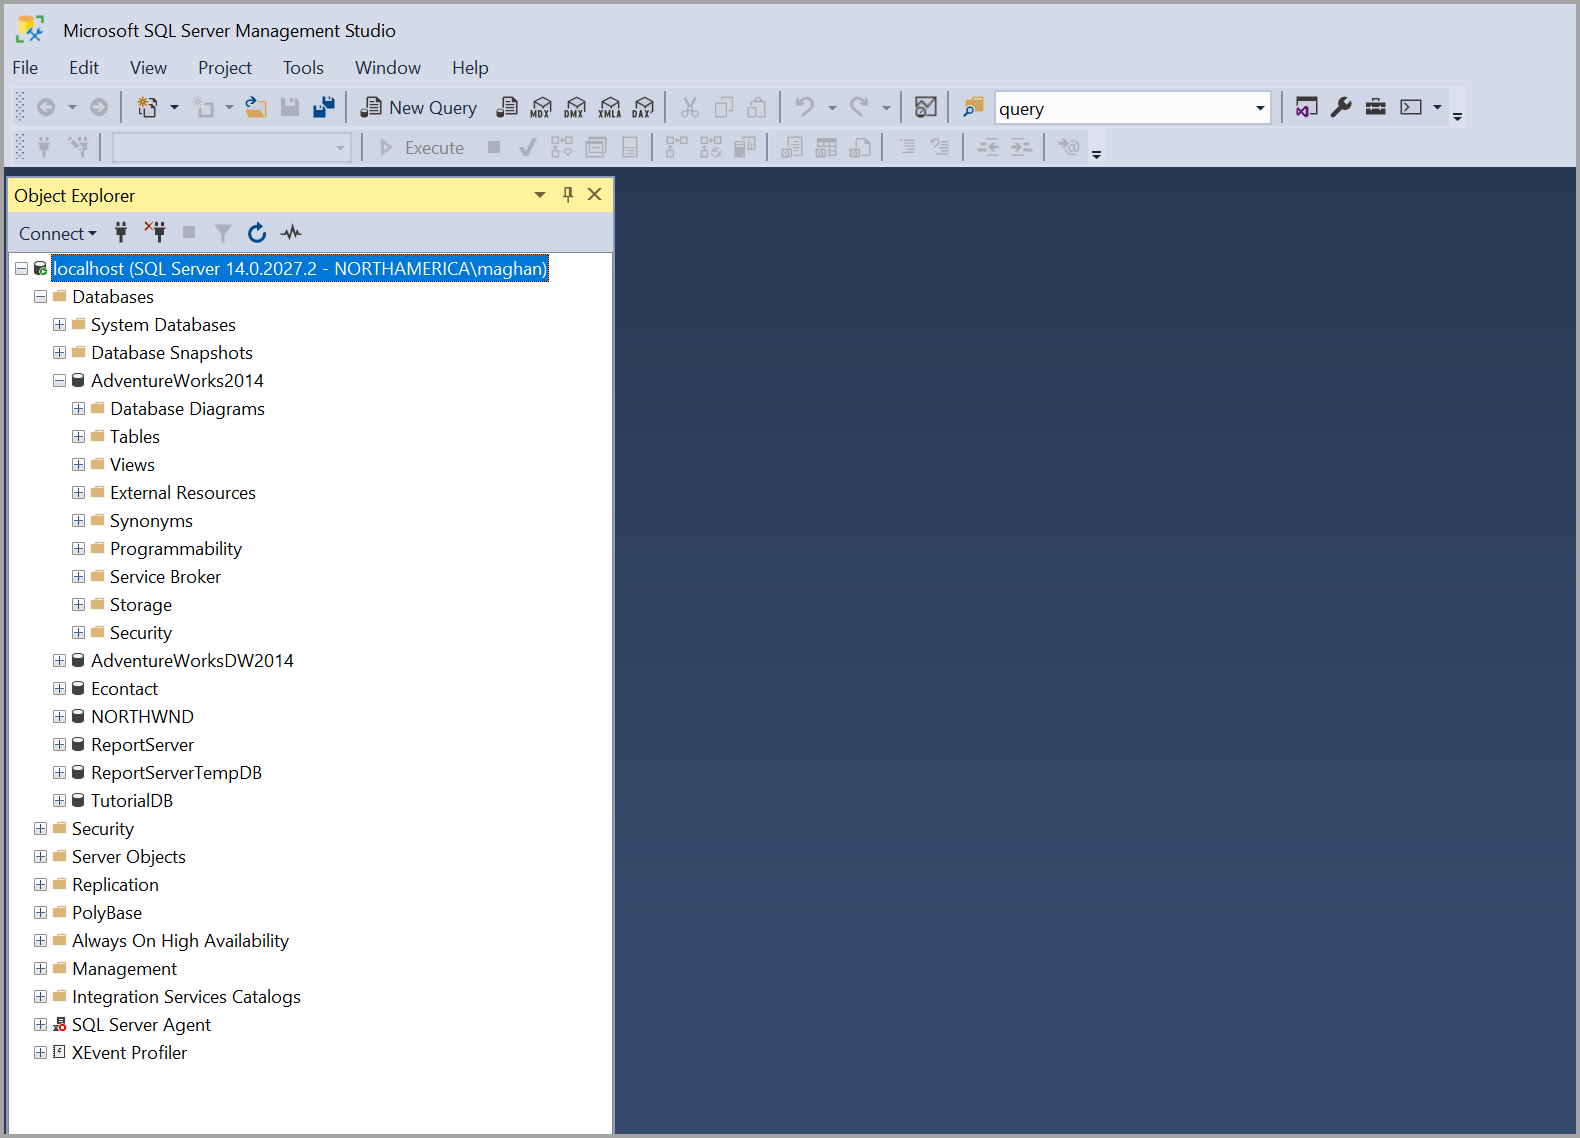 Microsoft SQL Server Management Studio
File Edit View Project Tools Window Help
New Query MDX DMX XMLA DAX query
Execute
Object Explorer
Connect
localhost (SQL Server 14.0.2027.2 - NORTHAMERICA\maghan)
Databases
System Databases
Database Snapshots
AdventureWorks2014
Database Diagrams
Tables
Views
External Resources
Synonyms
Programmability
Service Broker
Storage
Security
AdventureWorksDW2014
Econtact
NORTHWND
ReportServer
ReportServerTempDB
TutorialDB
Security
Server Objects
Replication
PolyBase
Always On High Availability
Management
Integration Services Catalogs
SQL Server Agent
XEvent Profiler